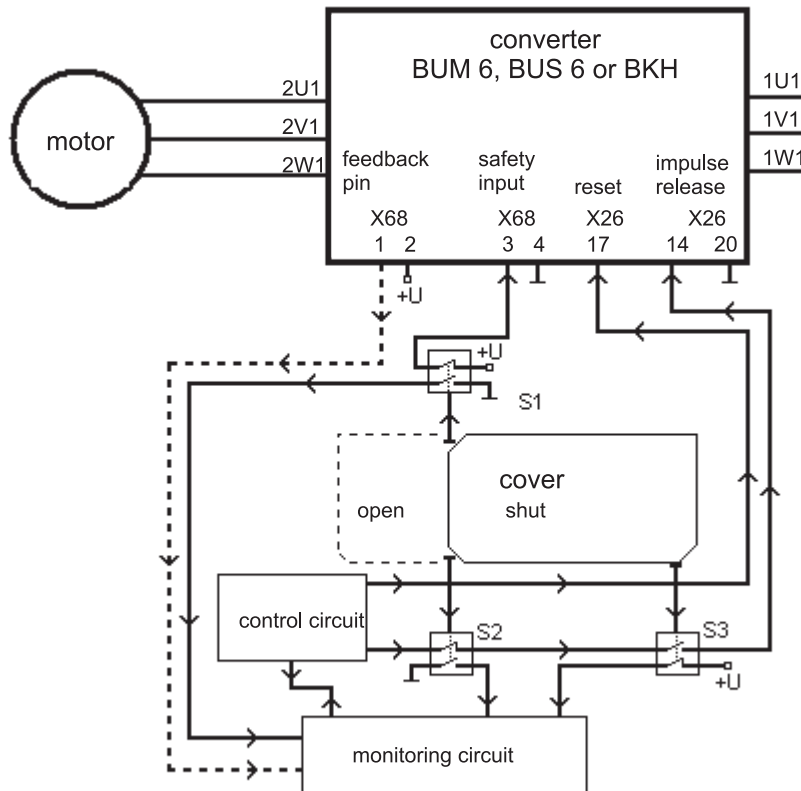 converter
BUM 6, BUS 6 or BKH
2U1
2V1
2W1
1U1
1V1
1W1
motor
feedback
pin
safety
input
reset
impulse
release
X68
X68
X26
X26
1 2
3 4
17
14 20
+U
+U
S1
cover
shut
open
control circuit
S2
S3
+U
monitoring circuit